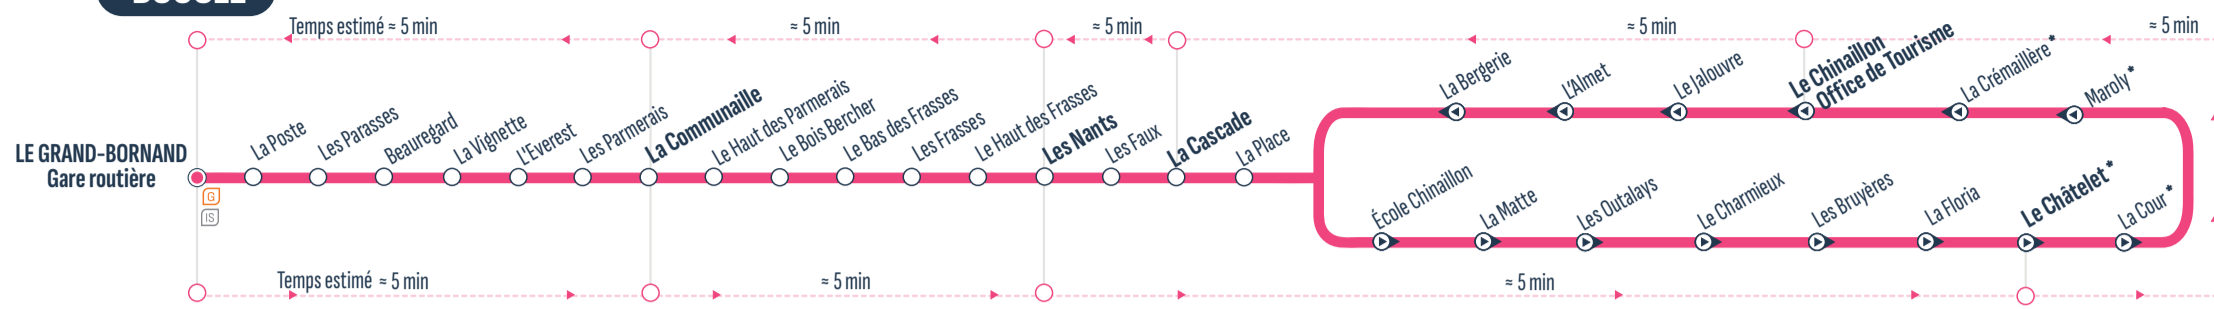 Temps estimé ≈ 5 min
≈ 5 min
≈ 5 min
≈ 5 min
≈ 5 min
LE GRAND-BORNAND
Gare routière
G
IS
La Poste
Les Parasses
Beauregard
La Vignette
L'Everest
Les Parmerais
La Communaille
Le Haut des Parmerais
Le Bois Bercher
Le Bas des Frasses
Les Frasses
Le Haut des Frasses
Les Nants
Les Faux
La Cascade
La Place
La Bergerie
L'Almet
Le Jalouvre
Le Chinaillon
Office de Tourisme
La Crémaillère *
Maroly *
École Chinaillon
La Matte
Les Outalays
Le Charmieux
Les Bruyères
La Floria
Le Châtelet *
La Cour *
Temps estimé ≈ 5 min
≈ 5 min
≈ 5 min